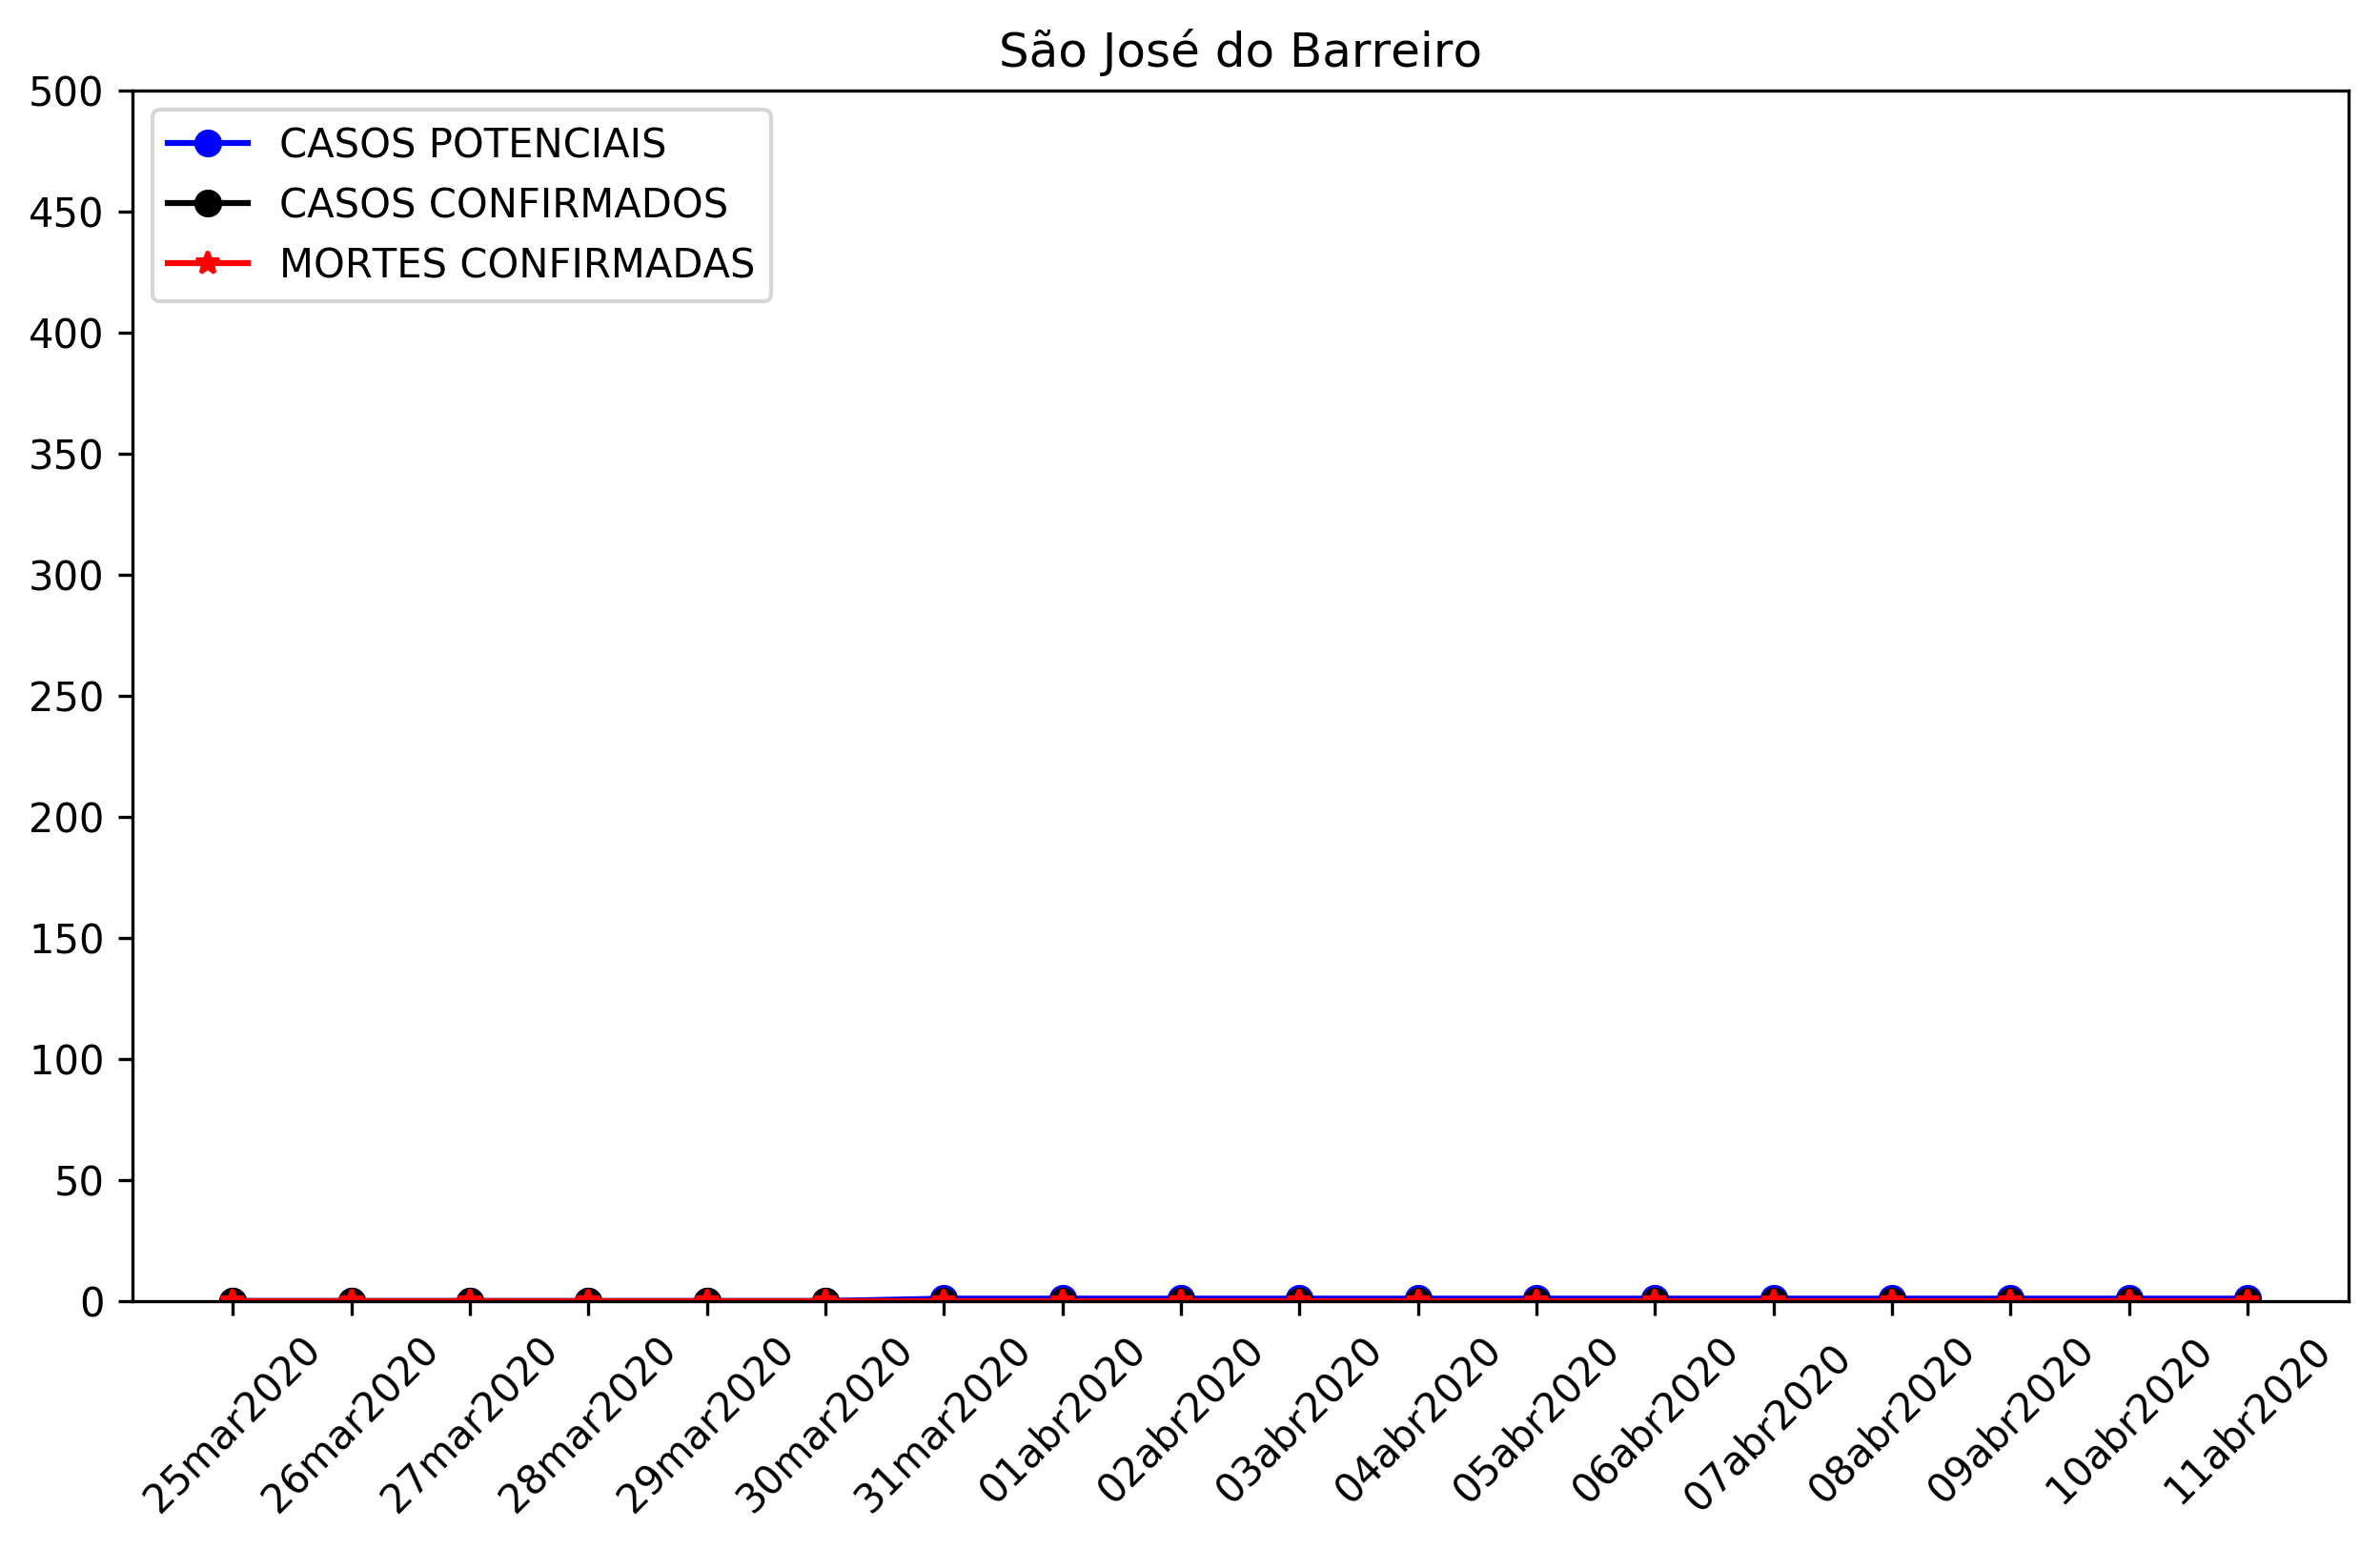 São José do Barreiro
500
450
400
350
300
250
200
150
100
50
0
CASOS POTENCIAIS
CASOS CONFIRMADOS
MORTES CONFIRMADAS
25mar2020
26mar2020
27mar2020
28mar2020
29mar2020
30mar2020
31mar2020
01abr2020
02abr2020
03abr2020
04abr2020
05abr2020
06abr2020
07abr2020
08abr2020
09abr2020
10abr2020
11abr2020